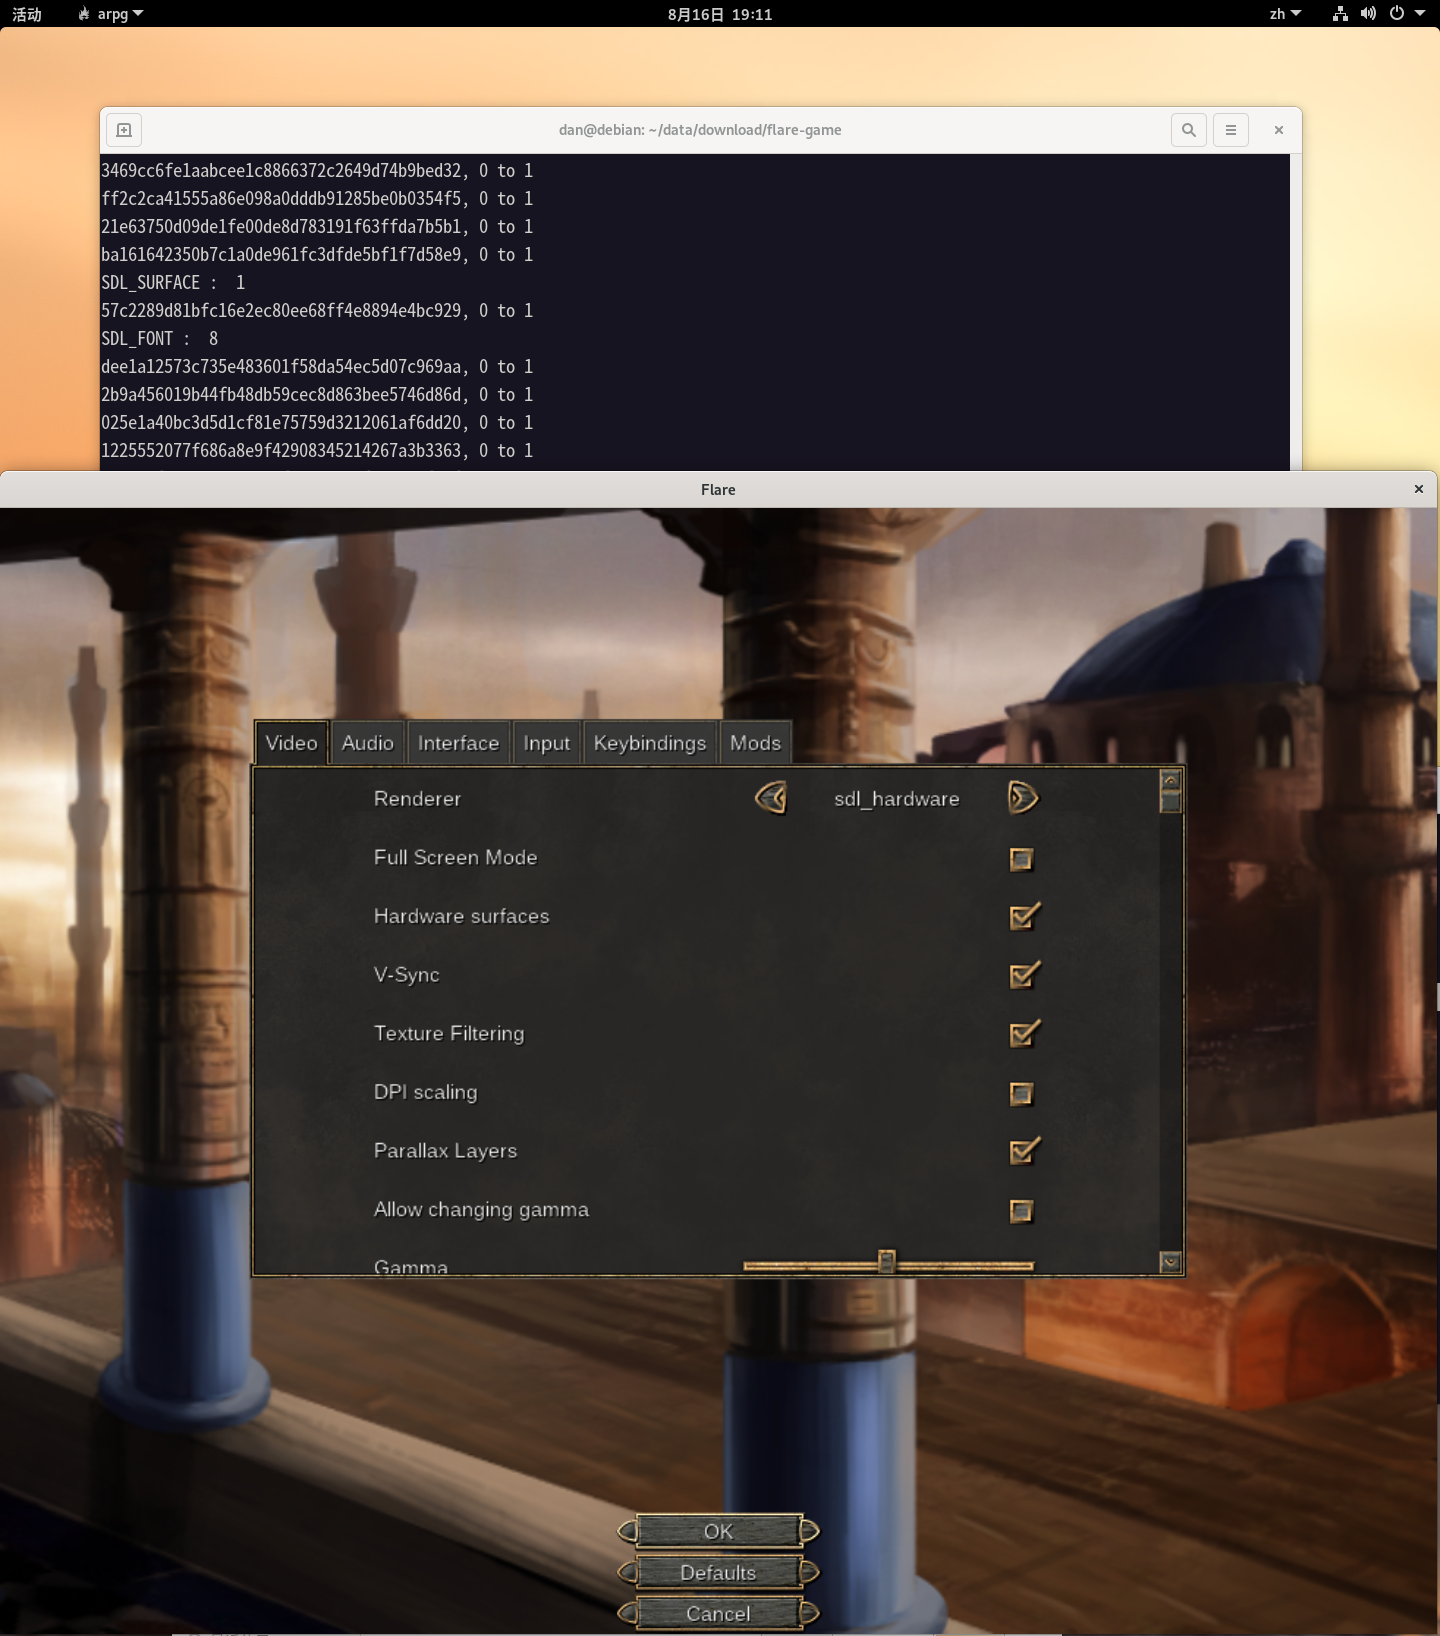 活动 arpg 8月16日 19:11 zh
dan@debian: ~/data/download/flare-game
3469cc6fe1aabcee1c8866372c2649d74b9bed32, 0 to 1
ff2c2ca41555a86e098a0dddb91285be0b0354f5, 0 to 1
21e63750d09de1fe00de8d783191f63ffda7b5b1, 0 to 1
ba161642350b7c1a0de961fc3dfde5bf1f7d58e9, 0 to 1
SDL_SURFACE :  1
57c2289d81bfc16e2ec80ee68ff4e8894e4bc929, 0 to 1
SDL_FONT :  8
dee1a12573c735e483601f58da54ec5d07c969aa, 0 to 1
2b9a456019b44fb48db59cec8d863bee5746d86d, 0 to 1
025e1a40bc3d5d1cf81e75759d3212061af6dd20, 0 to 1
1225552077f686a8e9f42908345214267a3b3363, 0 to 1
Flare
Video Audio Interface Input Keybindings Mods
Renderer sdl_hardware
Full Screen Mode
Hardware surfaces
V-Sync
Texture Filtering
DPI scaling
Parallax Layers
Allow changing gamma
Gamma
OK
Defaults
Cancel